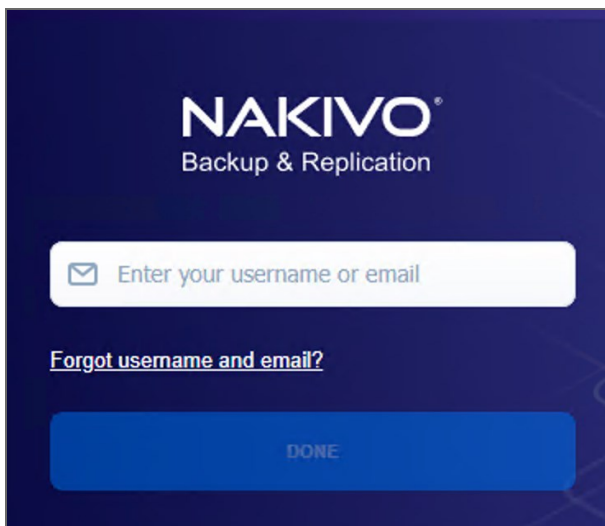 NAKIVO®
Backup & Replication
Enter your username or email
Forgot username and email?
DONE